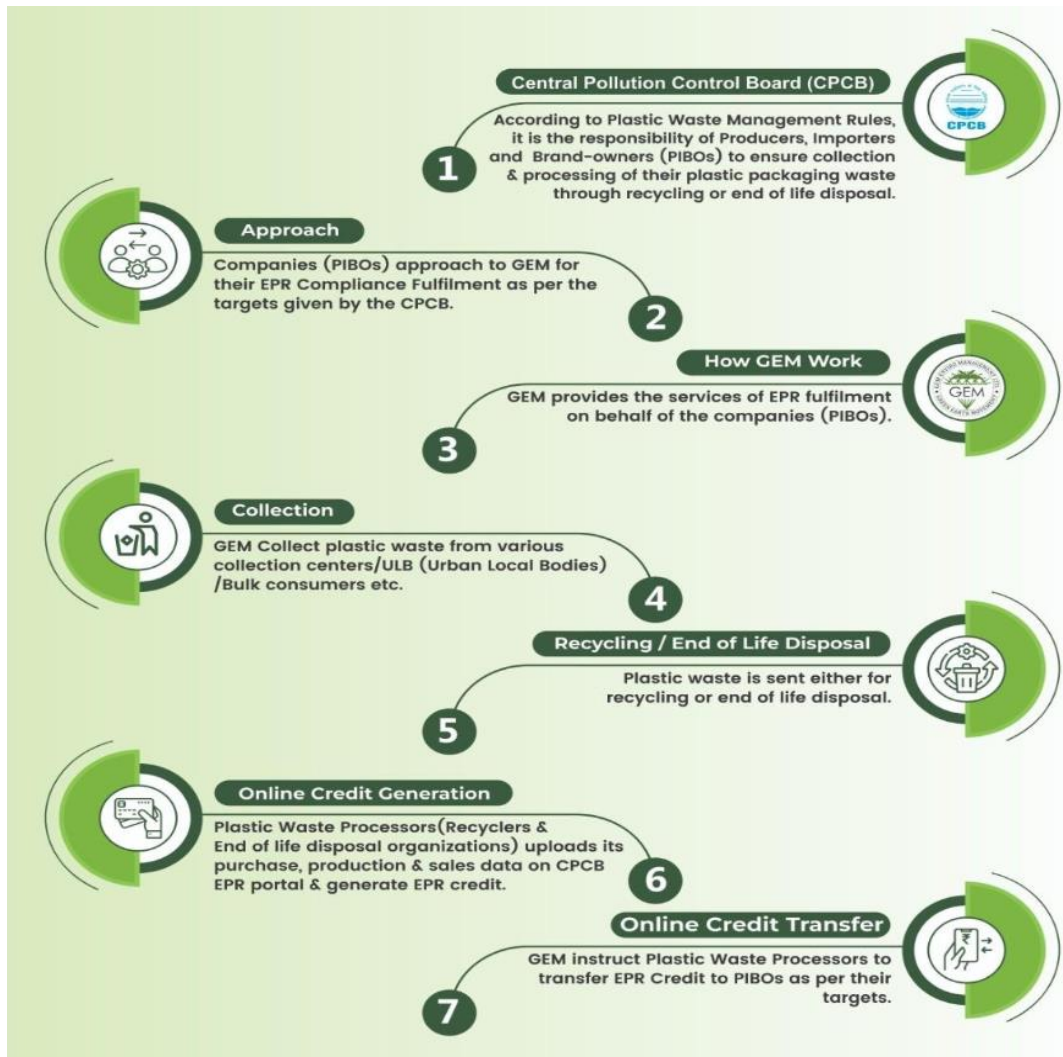 Central Pollution Control Board (CPCB)
According to Plastic Waste Management Rules,
it is the responsibility of Producers, Importers
and Brand-owners (PIBOs) to ensure collection
& processing of their plastic packaging waste
through recycling or end of life disposal.
CPCB
1
Approach
Companies (PIBOs) approach to GEM for
their EPR Compliance Fulfilment as per the
targets given by the CPCB.
2
How GEM Work
GEM provides the services of EPR fulfilment
on behalf of the companies (PIBOs).
GEM ENVIRO MANAGEMENT LTD.
GEM
GREEN EARTH MOVEMENT
3
Collection
GEM Collect plastic waste from various
collection centers/ULB (Urban Local Bodies)
/Bulk consumers etc.
4
Recycling / End of Life Disposal
Plastic waste is sent either for
recycling or end of life disposal.
5
Online Credit Generation
Plastic Waste Processors(Recyclers &
End of life disposal organizations) uploads its
purchase, production & sales data on CPCB
EPR portal & generate EPR credit.
6
Online Credit Transfer
GEM instruct Plastic Waste Processors to
transfer EPR Credit to PIBOs as per their
targets.
₹
7